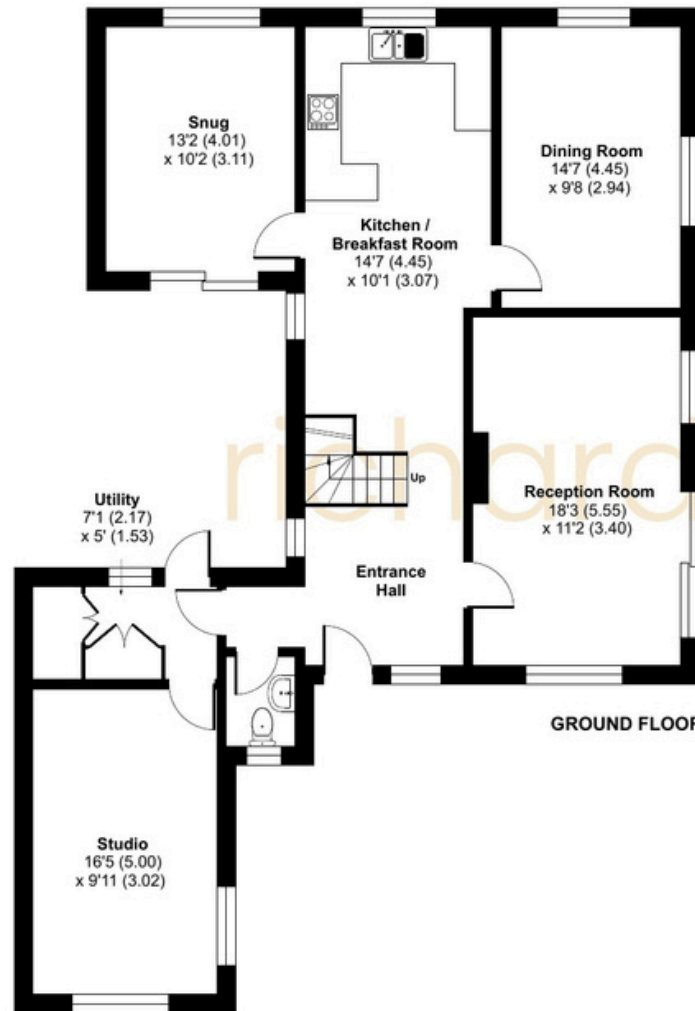 Snug
13'2 (4.01)
x 10'2 (3.11)
Dining Room
14'7 (4.45)
x 9'8 (2.94)
Kitchen /
Breakfast Room
14'7 (4.45)
x 10'1 (3.07)
richard
Up
Utility
7'1 (2.17)
x 5' (1.53)
Reception Room
18'3 (5.55)
x 11'2 (3.40)
Entrance
Hall
GROUND FLOOR
Studio
16'5 (5.00)
x 9'11 (3.02)